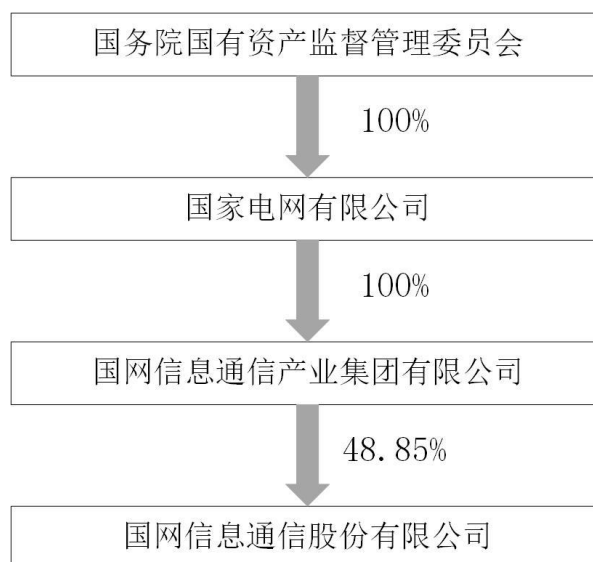 国务院国有资产监督管理委员会
100%
国家电网有限公司
100%
国网信息通信产业集团有限公司
48.85%
国网信息通信股份有限公司